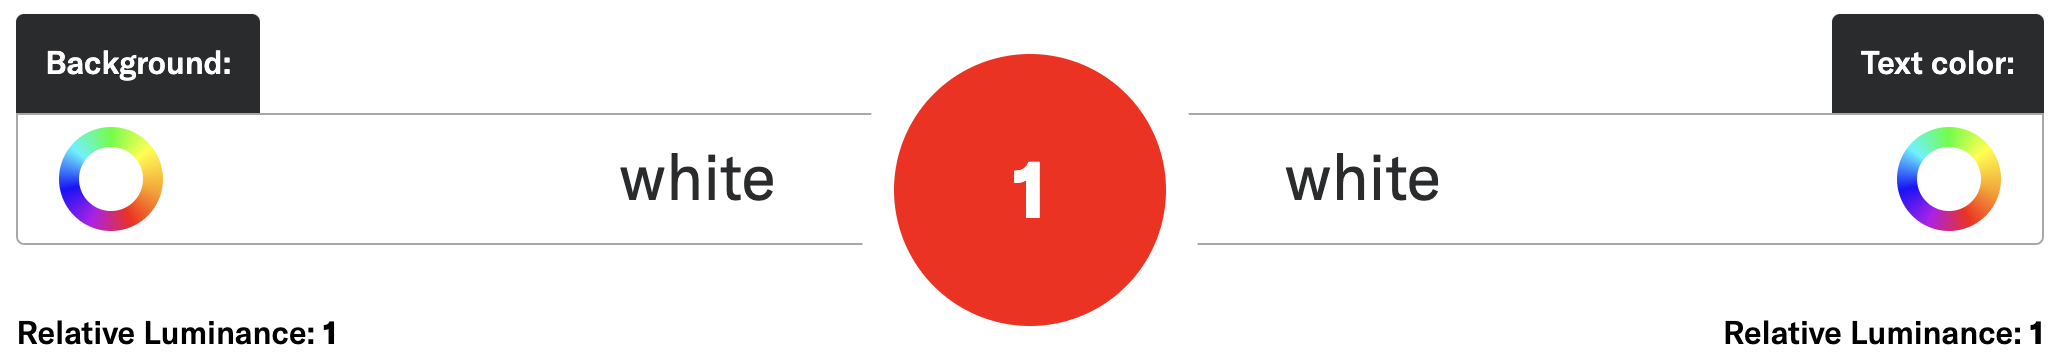 Background:
Text color:
white
1
white
Relative Luminance: 1
Relative Luminance: 1